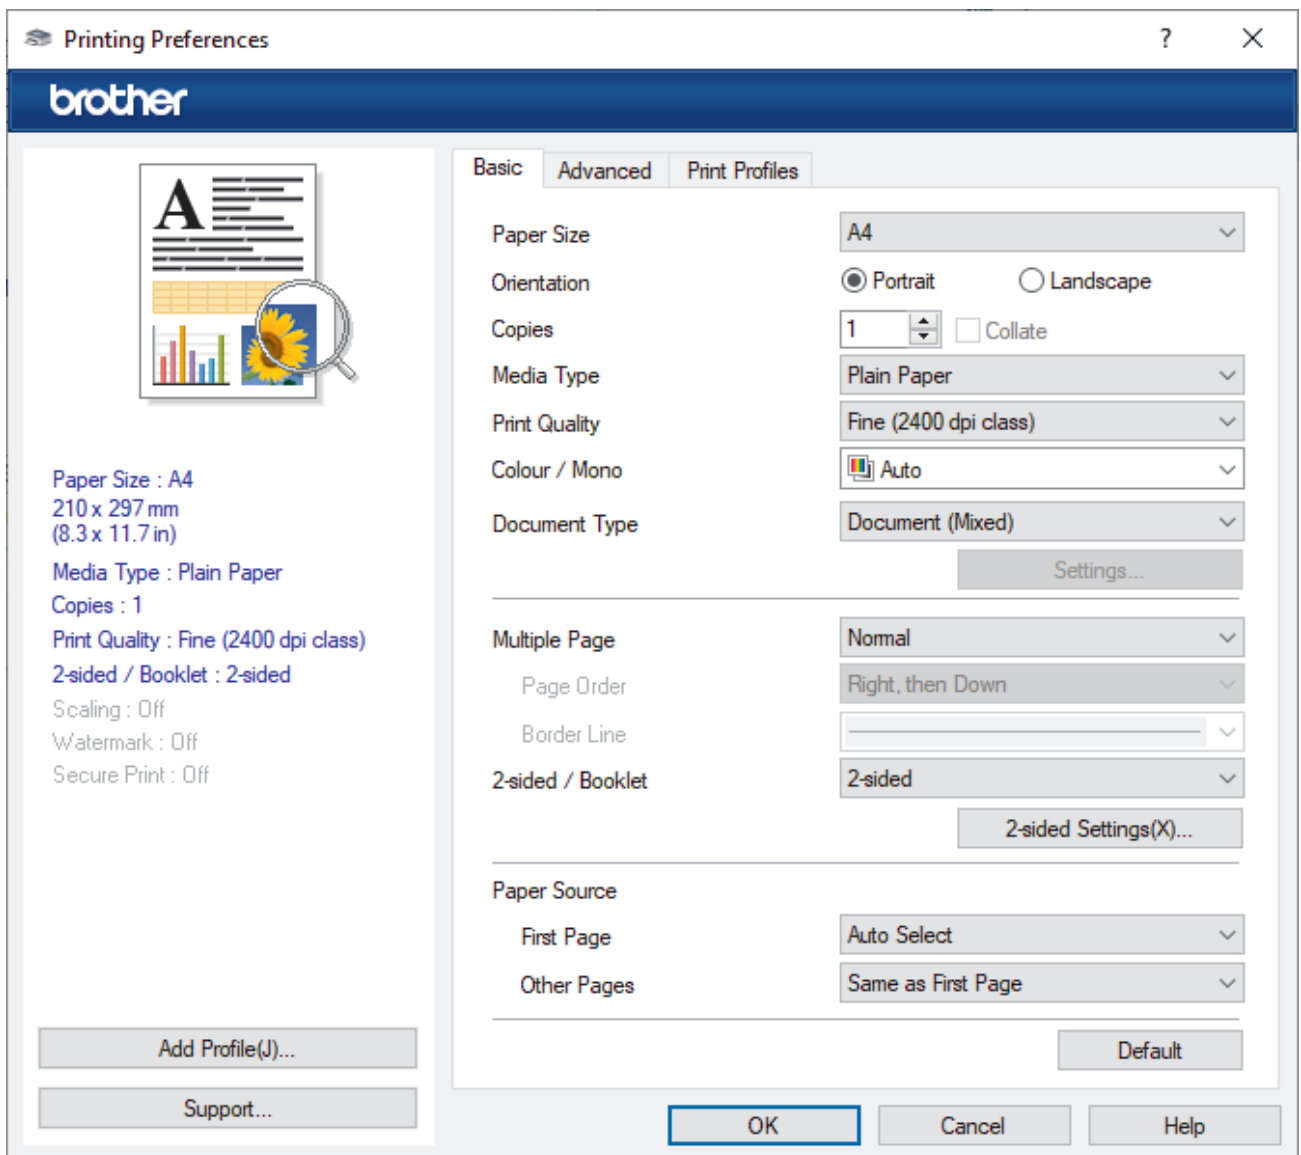 Printing Preferences ?
brother
A
Paper Size : A4
210 x 297 mm
(8.3 x 11.7 in)
Media Type : Plain Paper
Copies : 1
Print Quality : Fine (2400 dpi class)
2-sided / Booklet : 2-sided
Scaling : Off
Watermark : Off
Secure Print : Off
Add Profile(J)...
Support...
Basic Advanced Print Profiles
Paper Size A4
Orientation Portrait Landscape
Copies 1 Collate
Media Type Plain Paper
Print Quality Fine (2400 dpi class)
Colour / Mono Auto
Document Type Document (Mixed)
Settings...
Multiple Page Normal
Page Order Right, then Down
Border Line
2-sided / Booklet 2-sided
2-sided Settings(X)...
Paper Source
First Page Auto Select
Other Pages Same as First Page
Default
OK Cancel Help